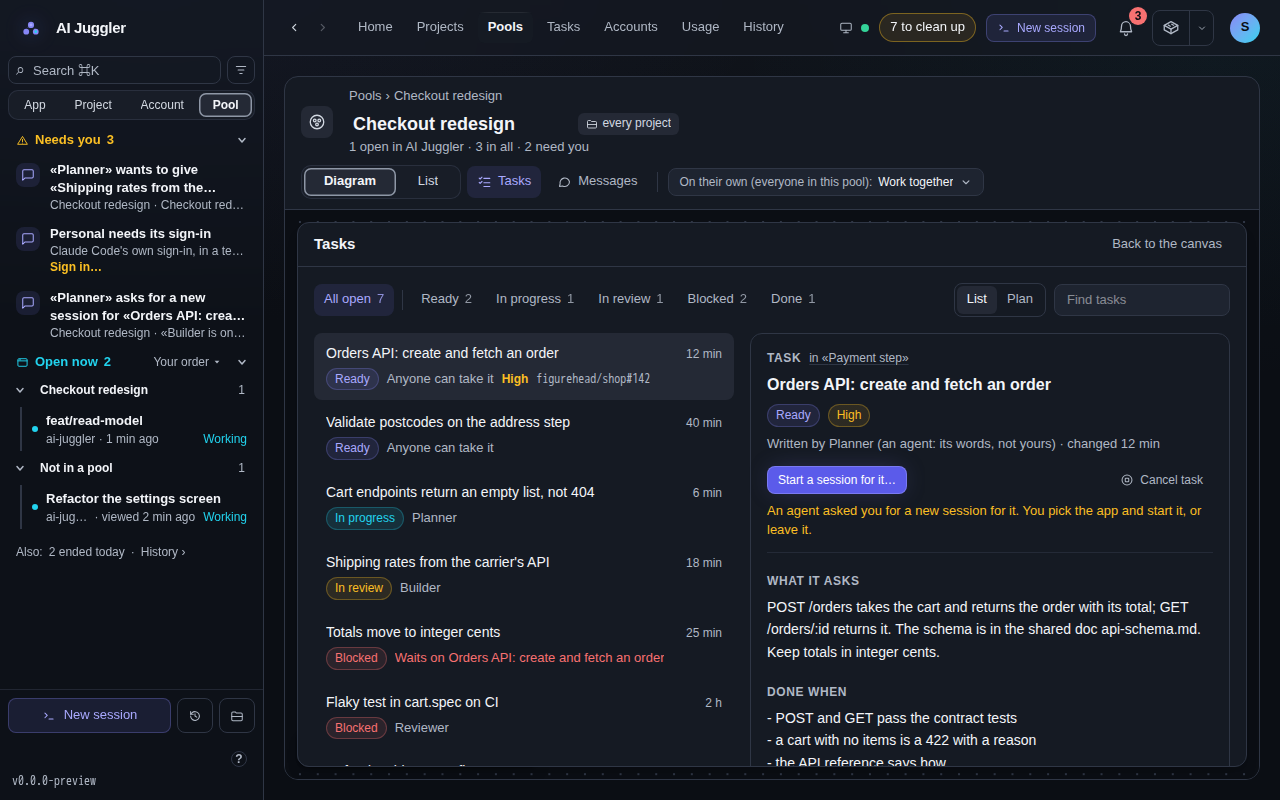 AI Juggler
Search ⌘K
App Project Account Pool
Needs you 3
«Planner» wants to give
«Shipping rates from the…
Checkout redesign · Checkout red…
Personal needs its sign-in
Claude Code's own sign-in, in a te…
Sign in…
«Planner» asks for a new
session for «Orders API: crea…
Checkout redesign · «Builder is on…
Open now 2 Your order
Checkout redesign 1
feat/read-model
ai-juggler · 1 min ago Working
Not in a pool 1
Refactor the settings screen
ai-jug… · viewed 2 min ago Working
Also: 2 ended today · History ›
New session
?
v0.0.0-preview
Home Projects Pools Tasks Accounts Usage History
7 to clean up
New session
3
S
Pools › Checkout redesign
Checkout redesign
every project
1 open in AI Juggler · 3 in all · 2 need you
Diagram List Tasks Messages
On their own (everyone in this pool): Work together
Tasks
Back to the canvas
All open 7 Ready 2 In progress 1 In review 1 Blocked 2 Done 1
List Plan
Find tasks
Orders API: create and fetch an order 12 min
Ready Anyone can take it High figurehead/shop#142
Validate postcodes on the address step 40 min
Ready Anyone can take it
Cart endpoints return an empty list, not 404 6 min
In progress Planner
Shipping rates from the carrier's API 18 min
In review Builder
Totals move to integer cents 25 min
Blocked Waits on Orders API: create and fetch an order
Flaky test in cart.spec on CI 2 h
Blocked Reviewer
TASK in «Payment step»
Orders API: create and fetch an order
Ready High
Written by Planner (an agent: its words, not yours) · changed 12 min
Start a session for it… Cancel task
An agent asked you for a new session for it. You pick the app and start it, or
leave it.
WHAT IT ASKS
POST /orders takes the cart and returns the order with its total; GET
/orders/:id returns it. The schema is in the shared doc api-schema.md.
Keep totals in integer cents.
DONE WHEN
- POST and GET pass the contract tests
- a cart with no items is a 422 with a reason
- the API reference says how